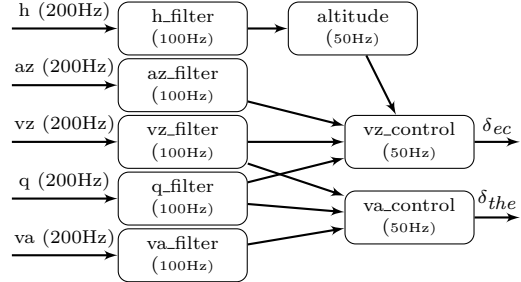 h (200Hz)
h_filter
(100Hz)
altitude
(50Hz)
az (200Hz)
az_filter
(100Hz)
vz (200Hz)
vz_filter
(100Hz)
vz_control
(50Hz)
δec
q (200Hz)
q_filter
(100Hz)
va_control
(50Hz)
δthe
va (200Hz)
va_filter
(100Hz)